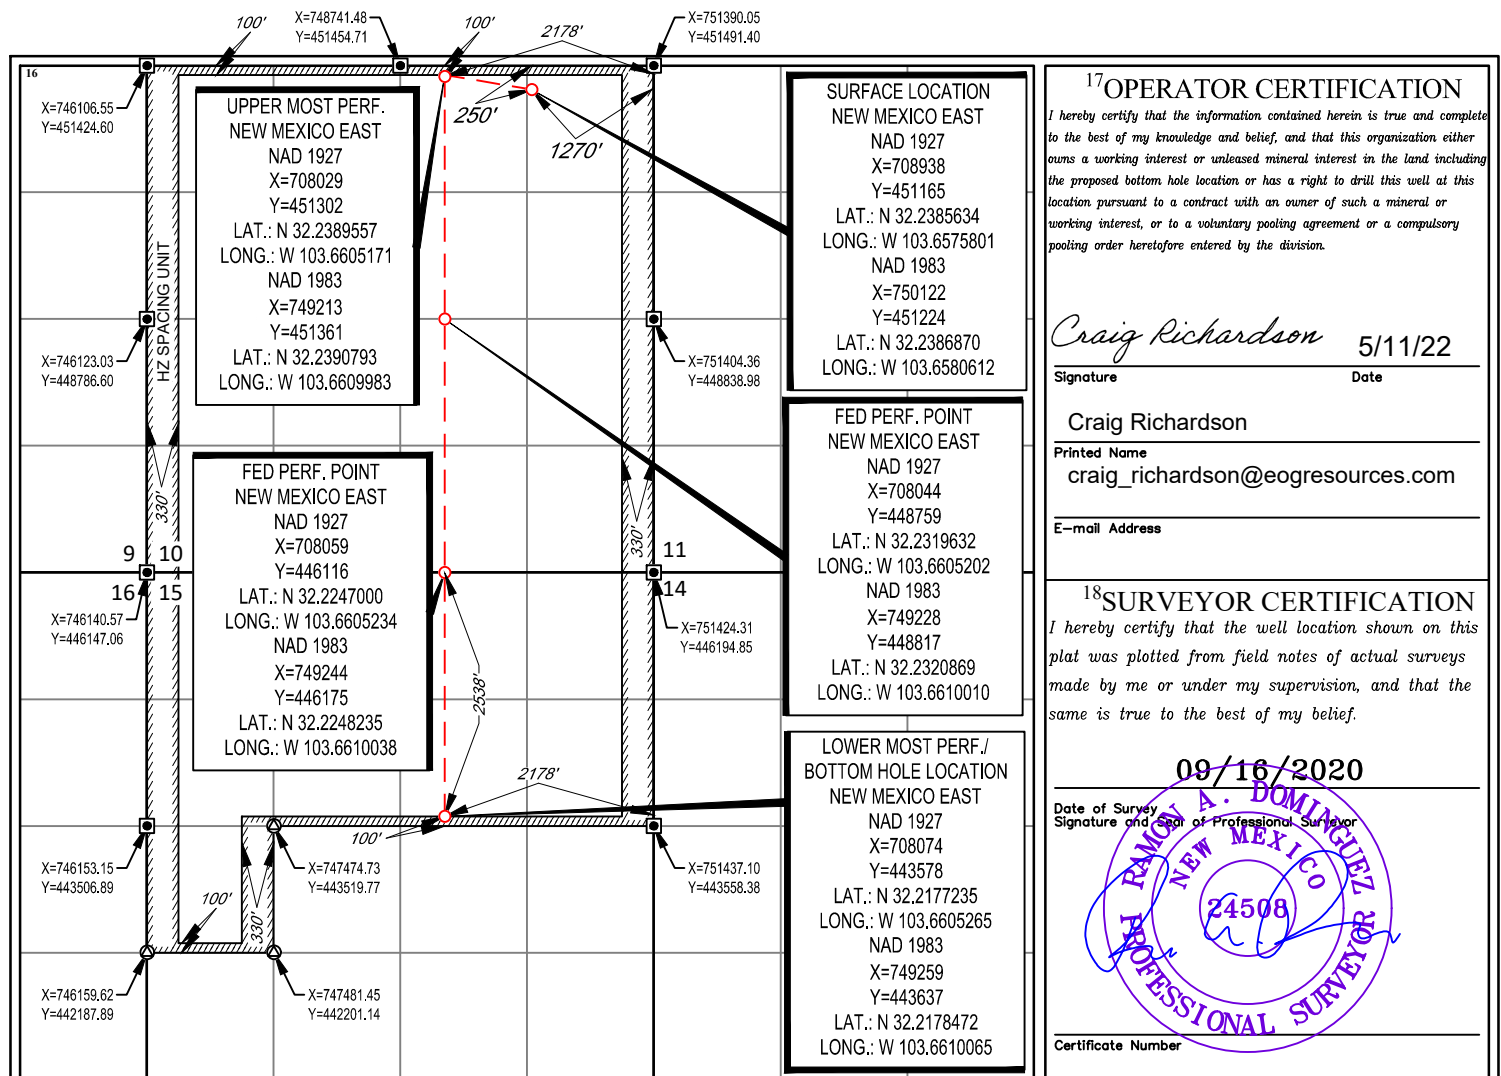 16
100'
X=748741.48
Y=451454.71
100'
2178'
X=751390.05
Y=451491.40
X=746106.55
Y=451424.60
250'
1270'
UPPER MOST PERF.
NEW MEXICO EAST
NAD 1927
X=708029
Y=451302
LAT.: N 32.2389557
LONG.: W 103.6605171
NAD 1983
X=749213
Y=451361
LAT.: N 32.2390793
LONG.: W 103.6609983
SURFACE LOCATION
NEW MEXICO EAST
NAD 1927
X=708938
Y=451165
LAT.: N 32.2385634
LONG.: W 103.6575801
NAD 1983
X=750122
Y=451224
LAT.: N 32.2386870
LONG.: W 103.6580612
HZ SPACING UNIT
X=746123.03
Y=448786.60
X=751404.36
Y=448838.98
330'
330'
FED PERF. POINT
NEW MEXICO EAST
NAD 1927
X=708059
Y=446116
LAT.: N 32.2247000
LONG.: W 103.6605234
NAD 1983
X=749244
Y=446175
LAT.: N 32.2248235
LONG.: W 103.6610038
FED PERF. POINT
NEW MEXICO EAST
NAD 1927
X=708044
Y=448759
LAT.: N 32.2319632
LONG.: W 103.6605202
NAD 1983
X=749228
Y=448817
LAT.: N 32.2320869
LONG.: W 103.6610010
9 10
16 15
11
14
X=746140.57
Y=446147.06
X=751424.31
Y=446194.85
2538'
2178'
100'
LOWER MOST PERF./
BOTTOM HOLE LOCATION
NEW MEXICO EAST
NAD 1927
X=708074
Y=443578
LAT.: N 32.2177235
LONG.: W 103.6605265
NAD 1983
X=749259
Y=443637
LAT.: N 32.2178472
LONG.: W 103.6610065
X=746153.15
Y=443506.89
X=747474.73
Y=443519.77
X=751437.10
Y=443558.38
100'
330'
X=746159.62
Y=442187.89
X=747481.45
Y=442201.14
17 OPERATOR CERTIFICATION
I hereby certify that the information contained herein is true and complete
to the best of my knowledge and belief, and that this organization either
owns a working interest or unleased mineral interest in the land including
the proposed bottom hole location or has a right to drill this well at this
location pursuant to a contract with an owner of such a mineral or
working interest, or to a voluntary pooling agreement or a compulsory
pooling order heretofore entered by the division.
Craig Richardson 5/11/22
Signature Date
Craig Richardson
Printed Name
craig_richardson@eogresources.com
E-mail Address
18 SURVEYOR CERTIFICATION
I hereby certify that the well location shown on this
plat was plotted from field notes of actual surveys
made by me or under my supervision, and that the
same is true to the best of my belief.
09/16/2020
Date of Survey
Signature and Seal of Professional Surveyor
RAMON A. DOMINGUEZ
NEW MEXICO
24508
PROFESSIONAL SURVEYOR
Certificate Number